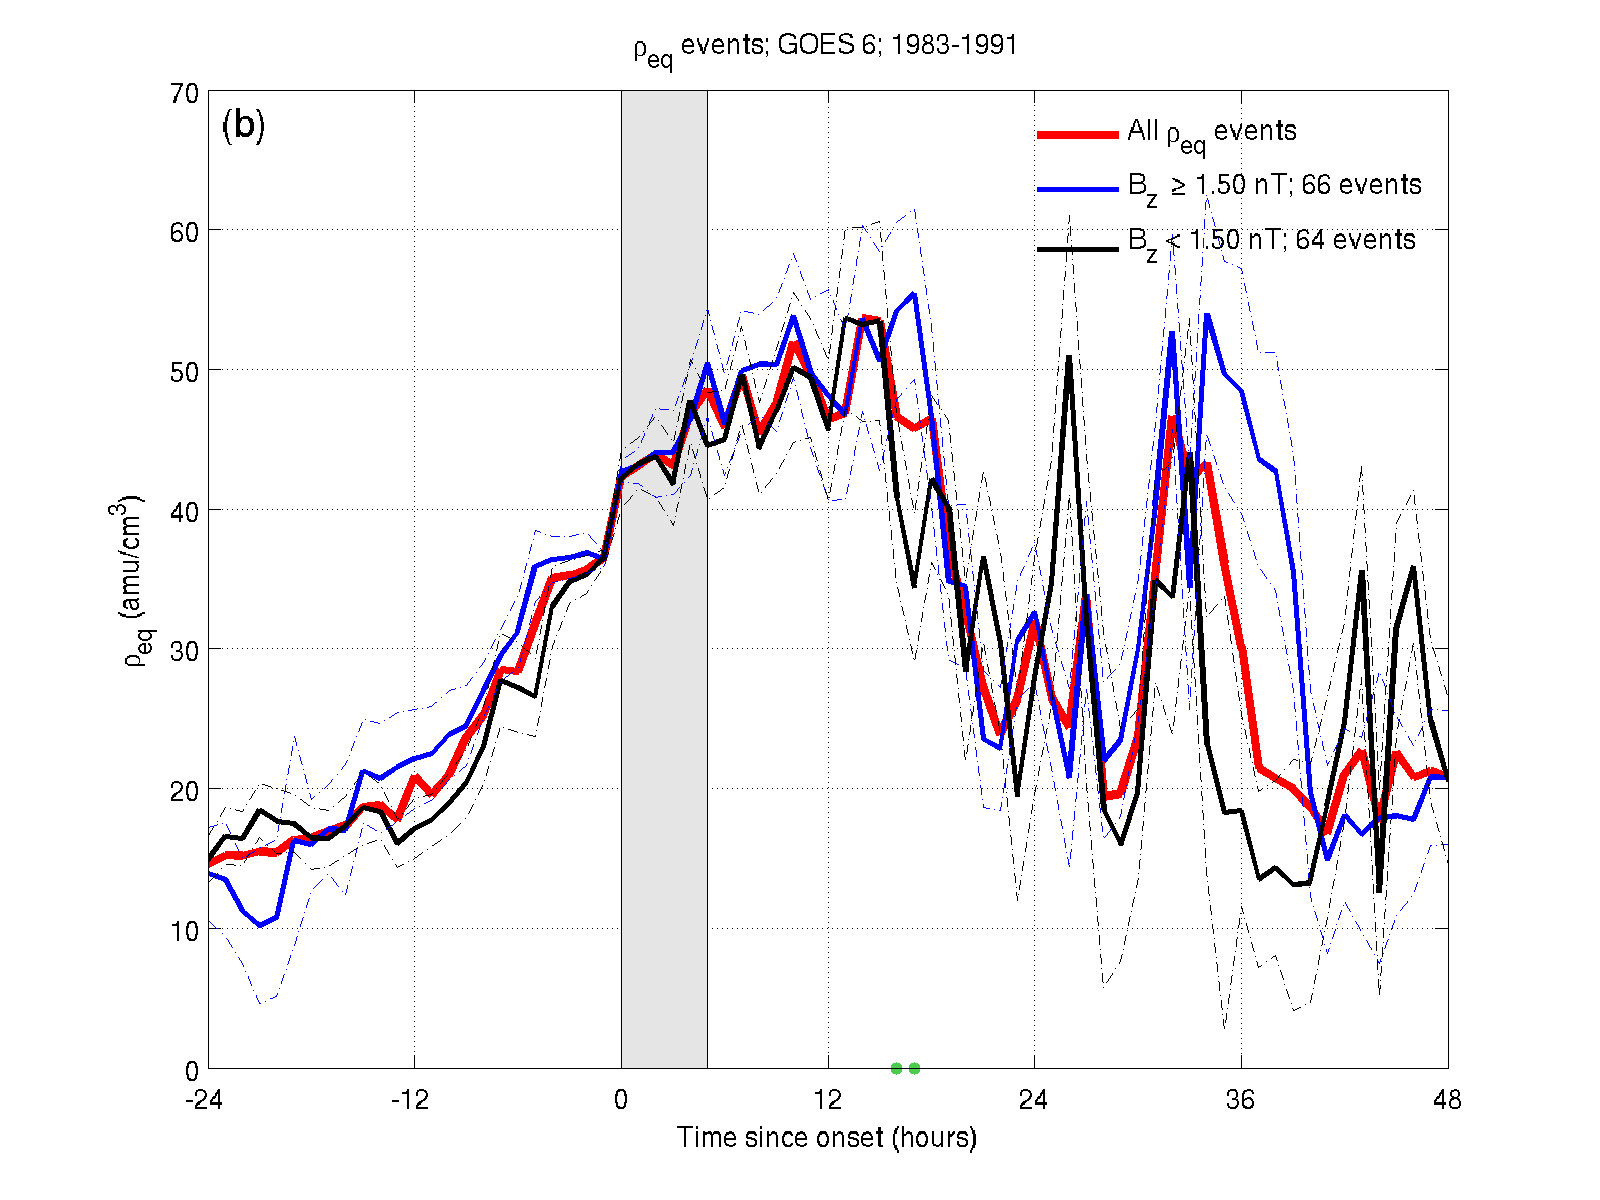 ρeq events; GOES 6; 1983-1991
(b)
All ρeq events
Bz ≥ 1.50 nT; 66 events
Bz < 1.50 nT; 64 events
70
60
50
40
30
20
10
0
ρeq (amu/cm³)
-24 -12 0 12 24 36 48
Time since onset (hours)